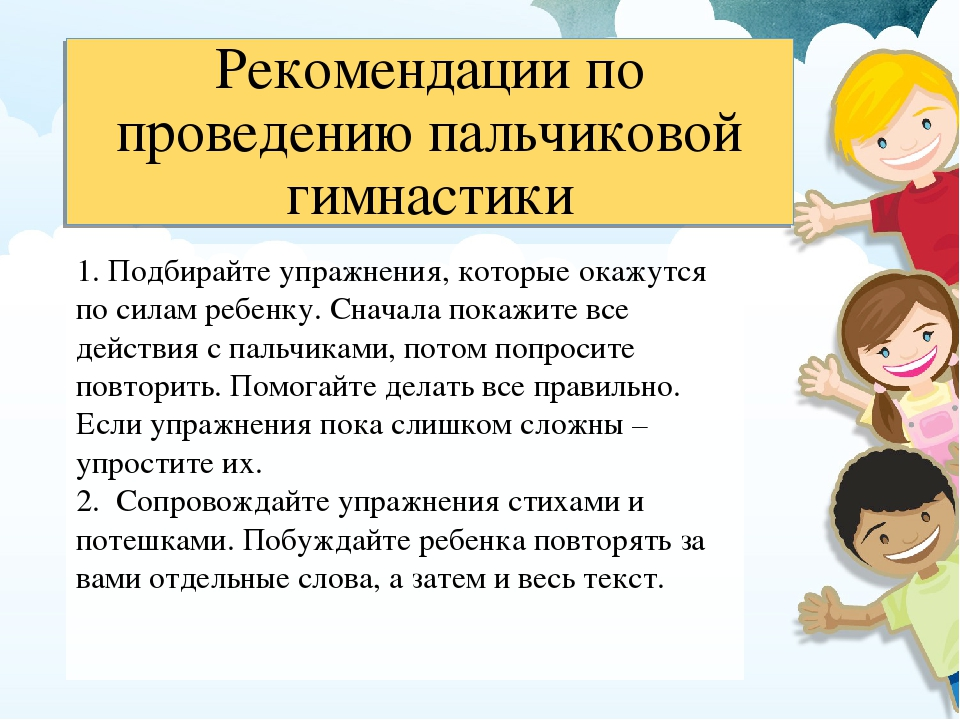 Рекомендации по
проведению пальчиковой
гимнастики
1. Подбирайте упражнения, которые окажутся
по силам ребенку. Сначала покажите все
действия с пальчиками, потом попросите
повторить. Помогайте делать все правильно.
Если упражнения пока слишком сложны –
упростите их.
2.  Сопровождайте упражнения стихами и
потешками. Побуждайте ребенка повторять за
вами отдельные слова, а затем и весь текст.